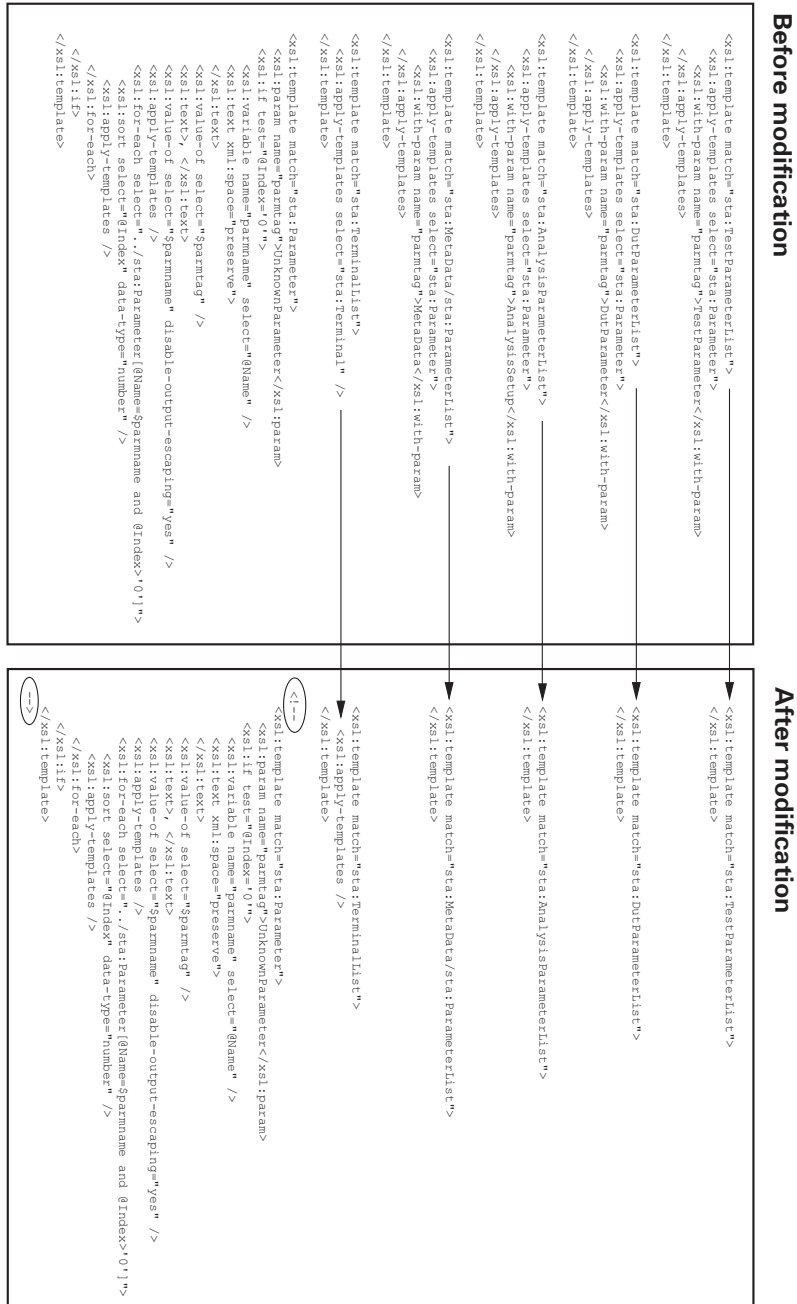 Before modification
<xsl:template match="sta:TestParameterList">
<xsl:apply-templates select="sta:Parameter">
<xsl:with-param name="parmtag">TestParameter</xsl:with-param>
</xsl:apply-templates>
</xsl:template>
<xsl:template match="sta:DutParameterList">
<xsl:apply-templates select="sta:Parameter">
<xsl:with-param name="parmtag">DutParameter</xsl:with-param>
</xsl:apply-templates>
</xsl:template>
<xsl:template match="sta:AnalysisParameterList">
<xsl:apply-templates select="sta:Parameter">
<xsl:with-param name="parmtag">AnalysisSetup</xsl:with-param>
</xsl:apply-templates>
</xsl:template>
<xsl:template match="sta:MetaData/sta:ParameterList">
<xsl:apply-templates select="sta:Parameter">
<xsl:with-param name="parmtag">MetaData</xsl:with-param>
</xsl:apply-templates>
</xsl:template>
<xsl:template match="sta:TerminalList">
<xsl:apply-templates select="sta:Terminal" />
</xsl:template>
<xsl:template match="sta:Parameter">
<xsl:param name="parmtag">UnknownParameter</xsl:param>
<xsl:if test="@Index='0'">
<xsl:variable name="parmname" select="@Name" />
<xsl:text xml:space="preserve">
</xsl:text>
<xsl:value-of select="$parmtag" />
<xsl:text>, </xsl:text>
<xsl:value-of select="$parmname" disable-output-escaping="yes" />
<xsl:apply-templates />
<xsl:for-each select="../sta:Parameter[@Name=$parmname and @Index>'0']">
<xsl:sort select="@Index" data-type="number" />
<xsl:apply-templates />
</xsl:for-each>
</xsl:if>
</xsl:template>
After modification
<xsl:template match="sta:TestParameterList">
</xsl:template>
<xsl:template match="sta:DutParameterList">
</xsl:template>
<xsl:template match="sta:AnalysisParameterList">
</xsl:template>
<xsl:template match="sta:MetaData/sta:ParameterList">
</xsl:template>
<xsl:template match="sta:TerminalList">
<xsl:apply-templates />
</xsl:template>
<!--
<xsl:template match="sta:Parameter">
<xsl:param name="parmtag">UnknownParameter</xsl:param>
<xsl:if test="@Index='0'">
<xsl:variable name="parmname" select="@Name" />
<xsl:text xml:space="preserve">
</xsl:text>
<xsl:value-of select="$parmtag" />
<xsl:text>, </xsl:text>
<xsl:value-of select="$parmname" disable-output-escaping="yes" />
<xsl:apply-templates />
<xsl:for-each select="../sta:Parameter[@Name=$parmname and @Index>'0']">
<xsl:sort select="@Index" data-type="number" />
<xsl:apply-templates />
</xsl:for-each>
</xsl:if>
</xsl:template>
-->